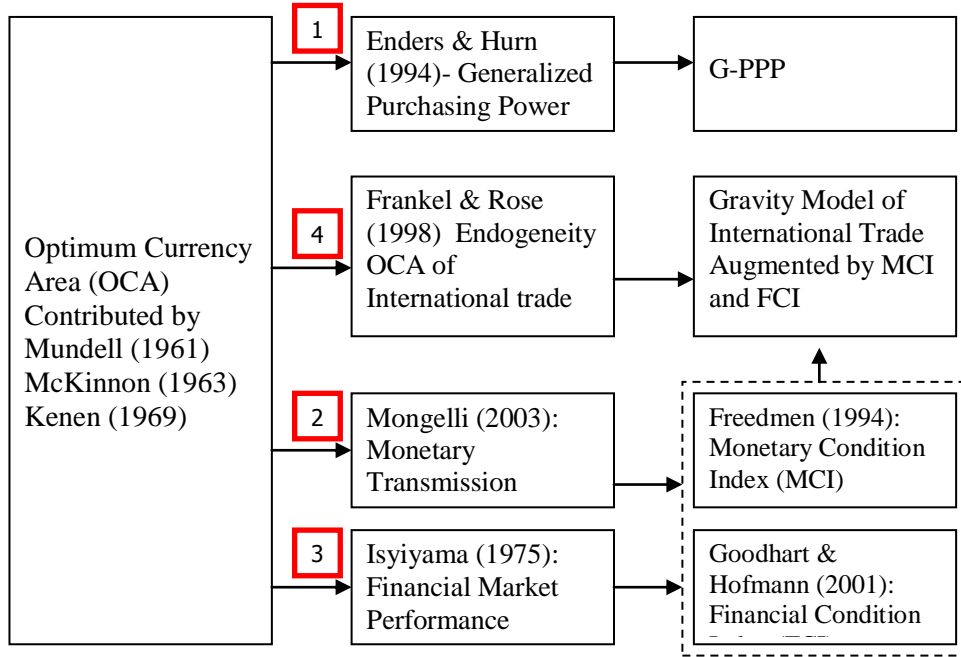 Optimum Currency
Area (OCA)
Contributed by
Mundell (1961)
McKinnon (1963)
Kenen (1969)
1
Enders & Hurn
(1994)- Generalized
Purchasing Power
G-PPP
4
Frankel & Rose
(1998) Endogeneity
OCA of
International trade
Gravity Model of
International Trade
Augmented by MCI
and FCI
2
Mongelli (2003):
Monetary
Transmission
Freedmen (1994):
Monetary Condition
Index (MCI)
3
Isyiyama (1975):
Financial Market
Performance
Goodhart &
Hofmann (2001):
Financial Condition